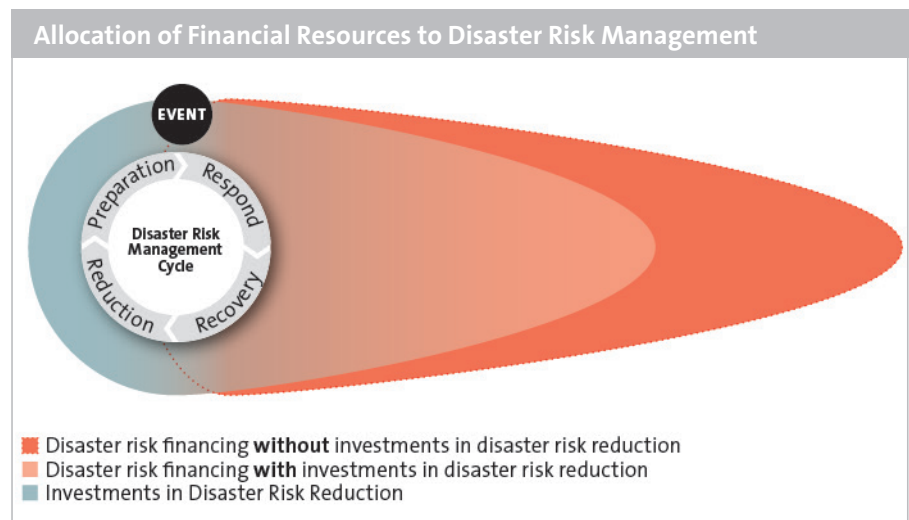 Allocation of Financial Resources to Disaster Risk Management
EVENT
Preparation
Respond
Disaster Risk
Management
Cycle
Reduction
Recovery
Disaster risk financing without investments in disaster risk reduction
Disaster risk financing with investments in disaster risk reduction
Investments in Disaster Risk Reduction